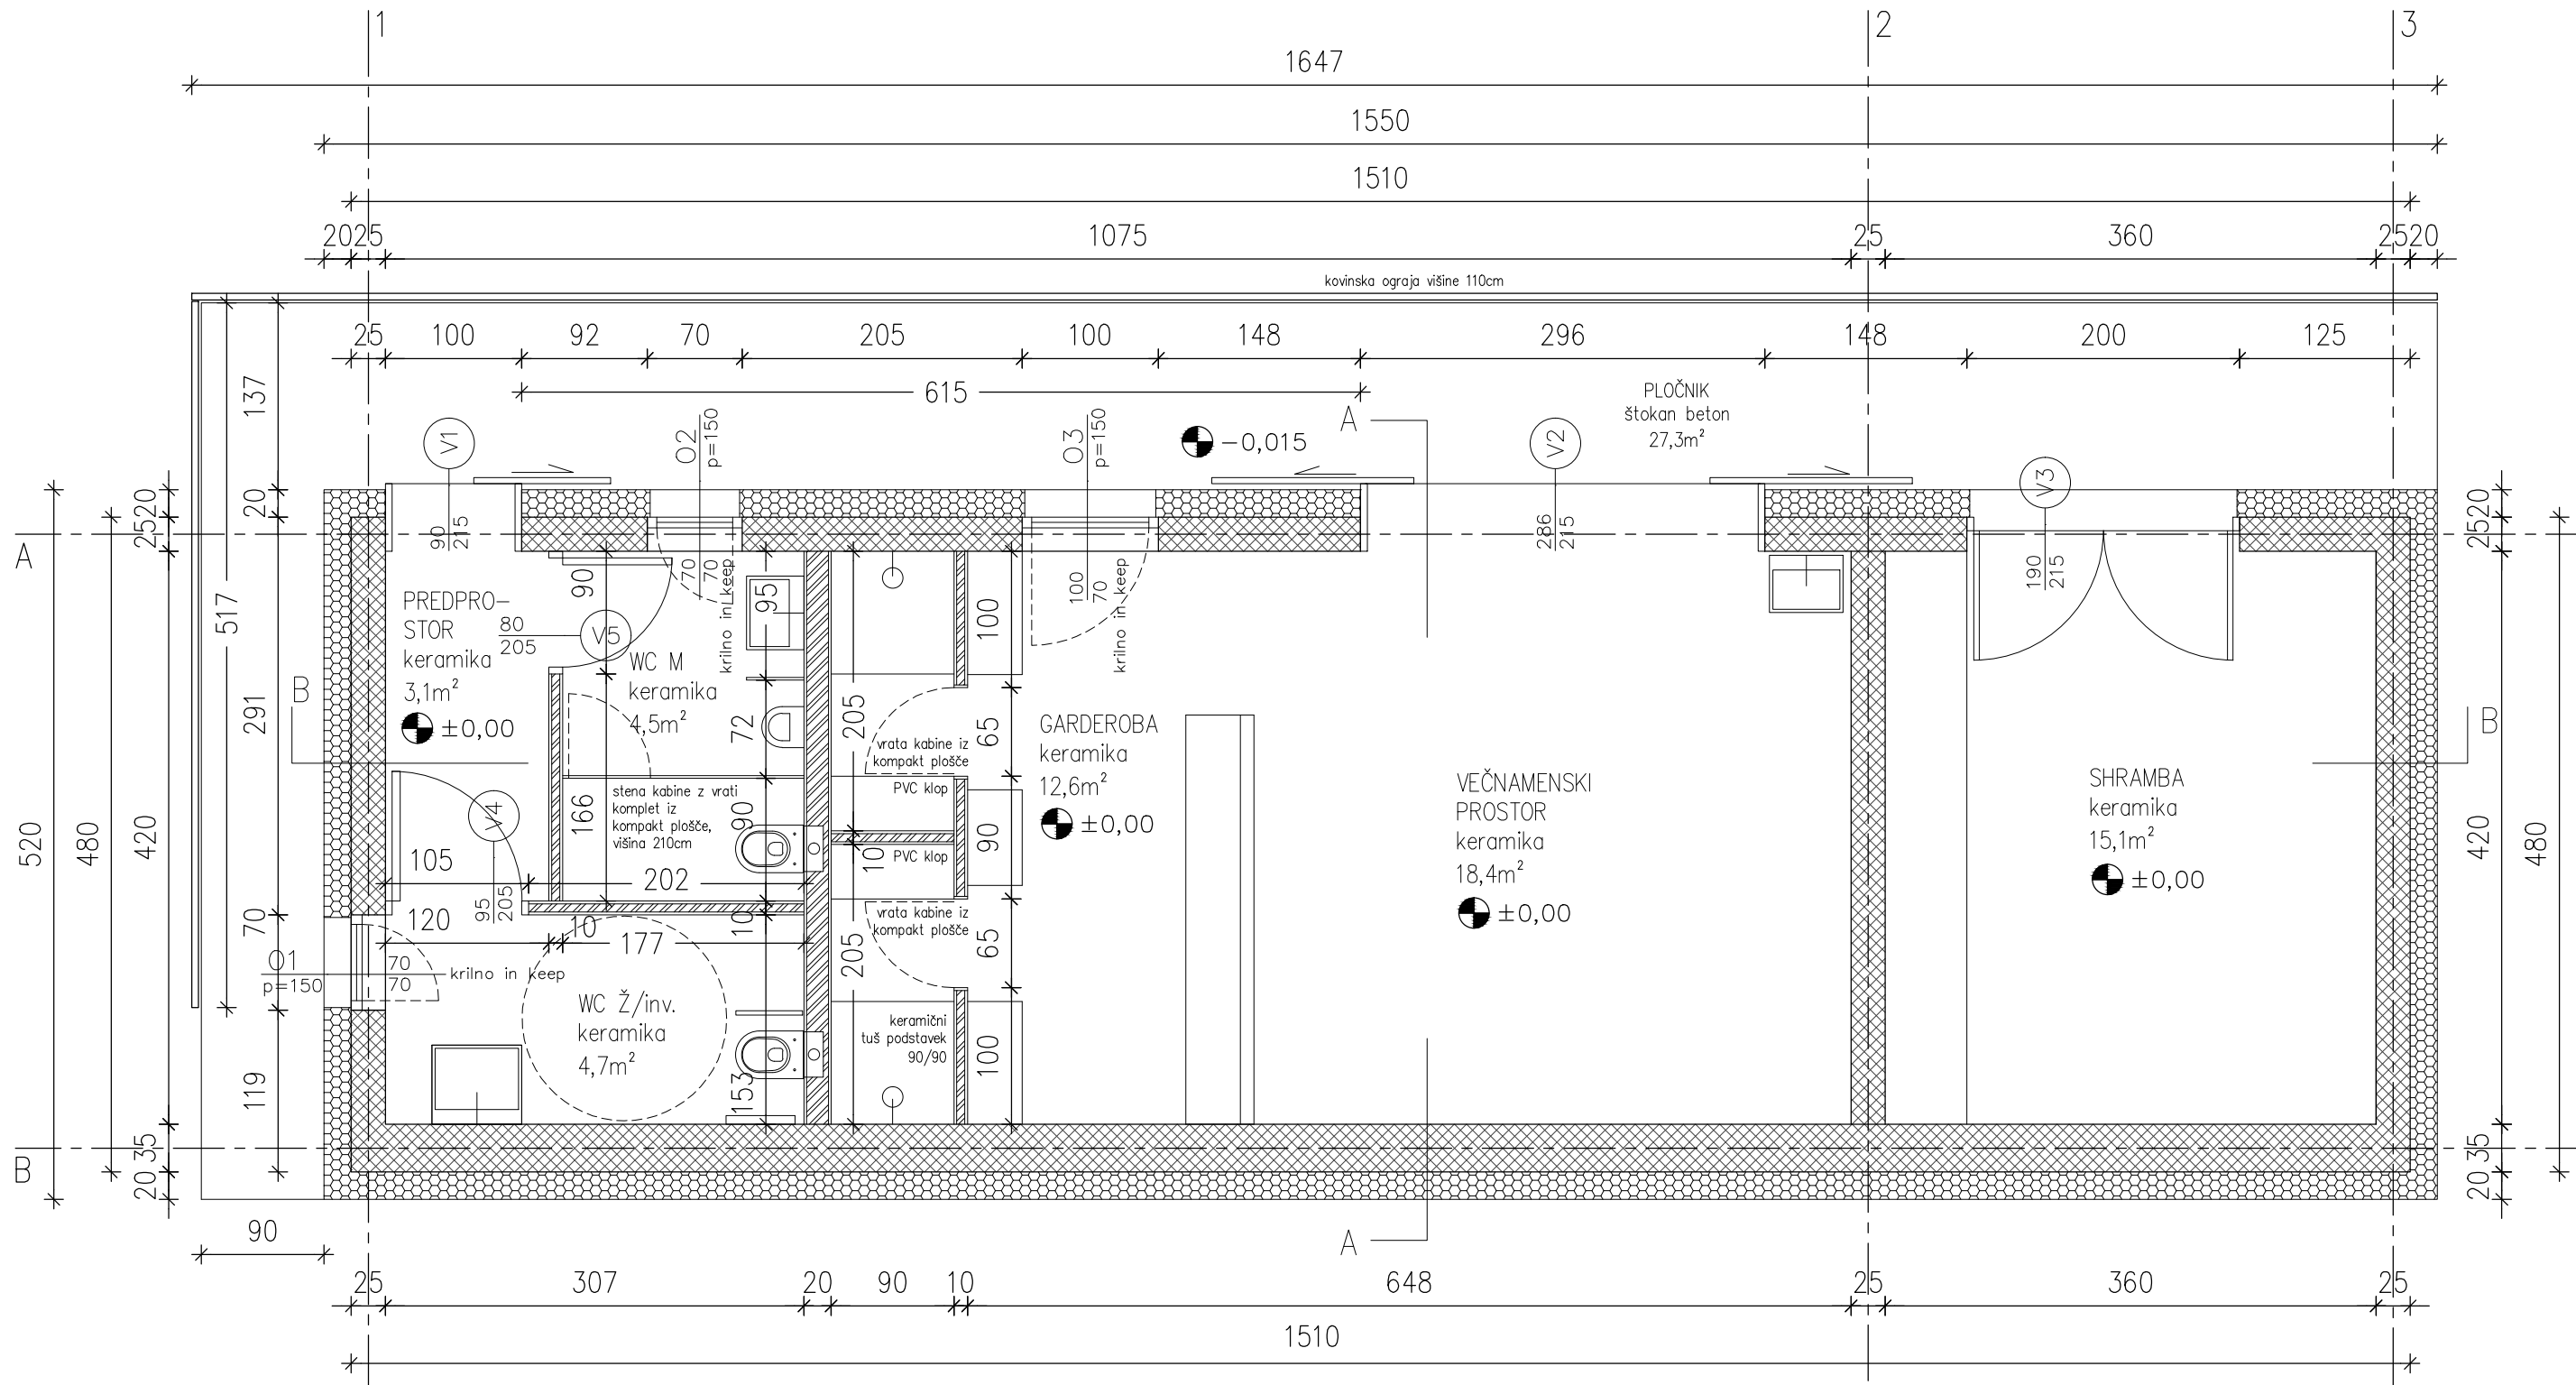 1
2
3
1647
1550
1510
20 25 1075 25 360 25 20
kovinska ograja višine 110cm
25 100 92 70 205 100 148 296 148 200 125
615
PLOČNIK
štokan beton
27,3m²
-0,015
A
A
V1
90
215
O2
p=150
70
70
krilno in keep
O3
p=150
100
70
krilno in keep
V2
286
215
V3
190
215
137
20
291
70
119
517
520
480
25 20
420
20 35
A
B
B
B
PREDPRO-
STOR
keramika
3,1m²
±0,00
80
205
V5
90
166
WC M
keramika
4,5m²
95
72
90
10
153
stena kabine z vrati
komplet iz
kompakt plošče,
višina 210cm
V4
95
205
105
202
120
10
177
O1
p=150
70
70
krilno in keep
WC Ž/inv.
keramika
4,7m²
205
10
205
vrata kabine iz
kompakt plošče
PVC klop
PVC klop
vrata kabine iz
kompakt plošče
keramični
tuš podstavek
90/90
100
65
90
65
100
GARDEROBA
keramika
12,6m²
±0,00
VEČNAMENSKI
PROSTOR
keramika
18,4m²
±0,00
SHRAMBA
keramika
15,1m²
±0,00
25 20
420
20 35
480
90
A
25 307 20 90 10 648 25 360 25
1510